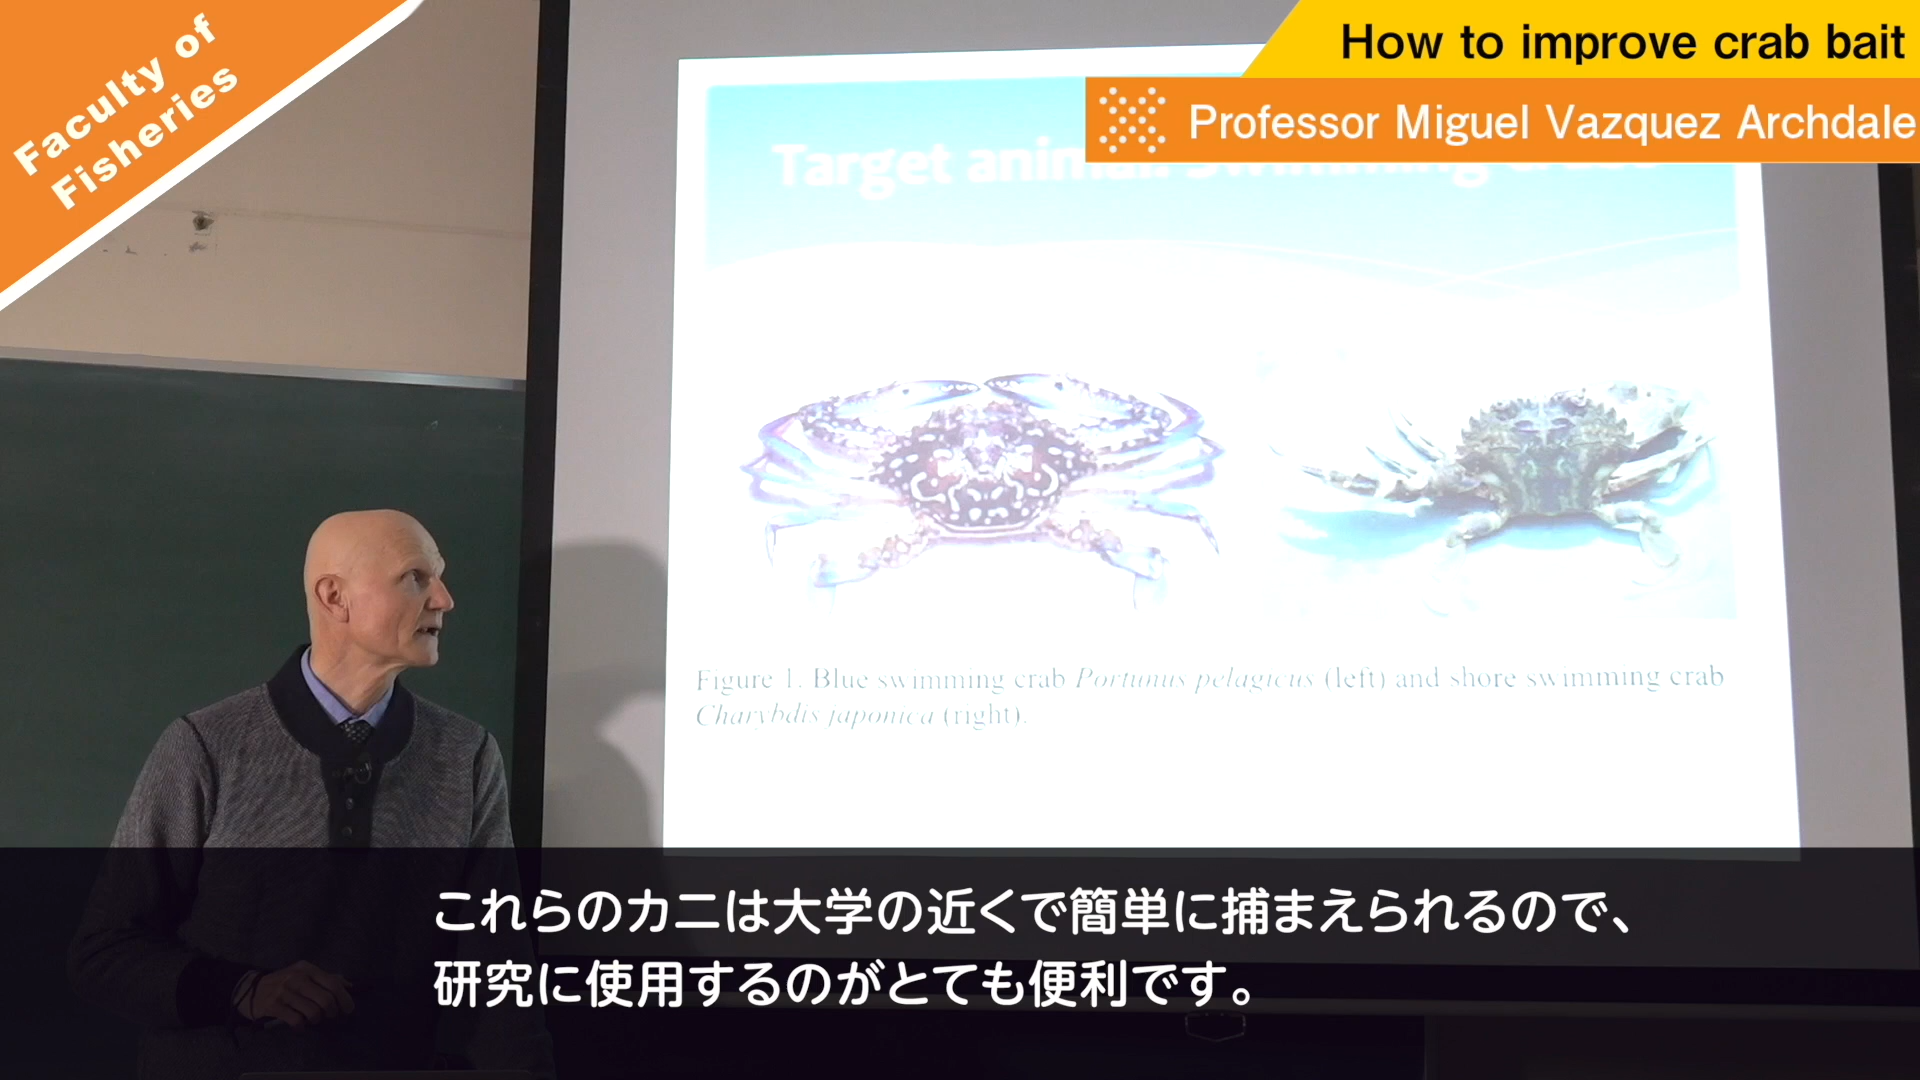 Faculty of
Fisheries
How to improve crab bait
Professor Miguel Vazquez Archdale
Target
Figure 1. Blue swimming crab Portunus pelagicus (left) and shore swimming crab
Charybdis japonica (right).
これらのカニは大学の近くで簡単に捕まえられるので、
研究に使用するのがとても便利です。